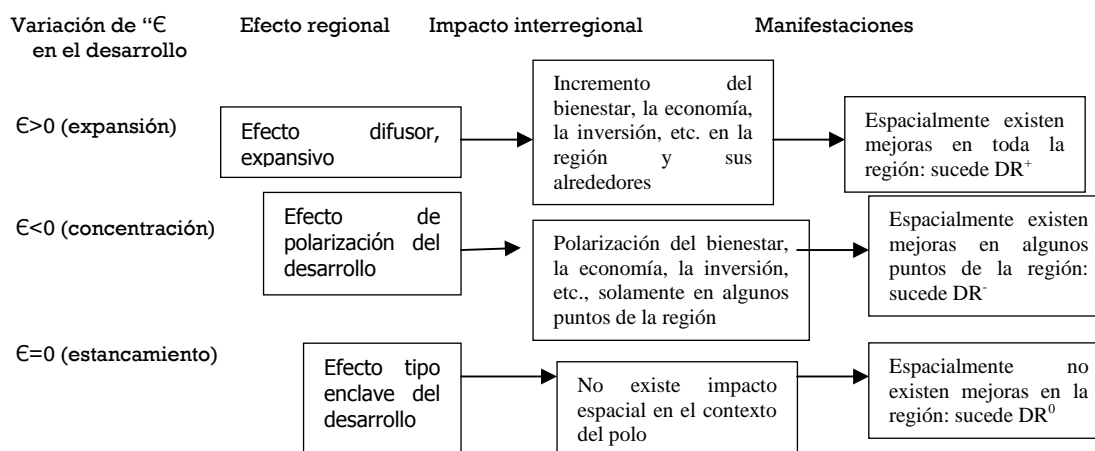 Variación de “Є
en el desarrollo
Efecto regional
Impacto interregional
Manifestaciones
Є>0 (expansión)
Efecto difusor,
expansivo
Incremento del
bienestar, la economía,
la inversión, etc. en la
región y sus
alrededores
Espacialmente existen
mejoras en toda la
región: sucede DR⁺
Є<0 (concentración)
Efecto de
polarización del
desarrollo
Polarización del bienestar,
la economía, la inversión,
etc., solamente en algunos
puntos de la región
Espacialmente existen
mejoras en algunos
puntos de la región:
sucede DR⁻
Є=0 (estancamiento)
Efecto tipo
enclave del
desarrollo
No existe impacto
espacial en el contexto
del polo
Espacialmente no
existen mejoras en la
región: sucede DR⁰